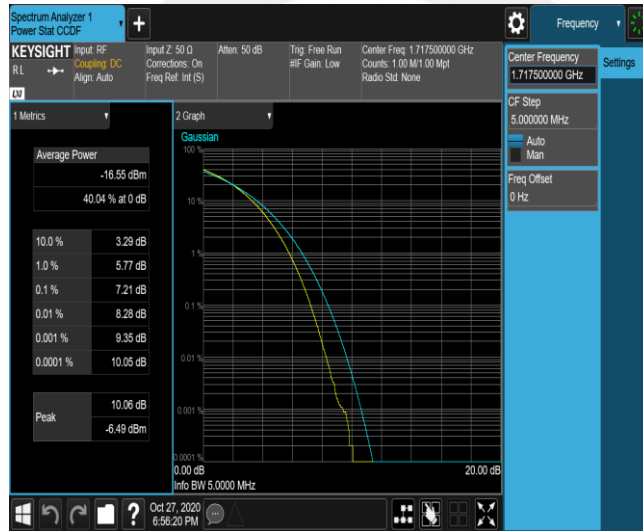 Spectrum Analyzer 1
Power Stat CCDF
Frequency
KEYSIGHT
RL
LXI
Input: RF
Coupling: DC
Align: Auto
Input Z: 50 Ω
Corrections: On
Freq Ref: Int (S)
Atten: 50 dB
Trig: Free Run
#IF Gain: Low
Center Freq: 1.717500000 GHz
Counts: 1.00 M/1.00 Mpt
Radio Std: None
Center Frequency
1.717500000 GHz
Settings
CF Step
5.000000 MHz
Auto
Man
Freq Offset
0 Hz
1 Metrics
Average Power
-16.55 dBm
40.04 % at 0 dB
10.0 % 3.29 dB
1.0 % 5.77 dB
0.1 % 7.21 dB
0.01 % 8.28 dB
0.001 % 9.35 dB
0.0001 % 10.05 dB
Peak
10.06 dB
-6.49 dBm
2 Graph
Gaussian
100 %
10 %
1 %
0.1 %
0.01 %
0.001 %
0.0001 %
0.00 dB 20.00 dB
Info BW 5.0000 MHz
Oct 27, 2020
6:56:20 PM